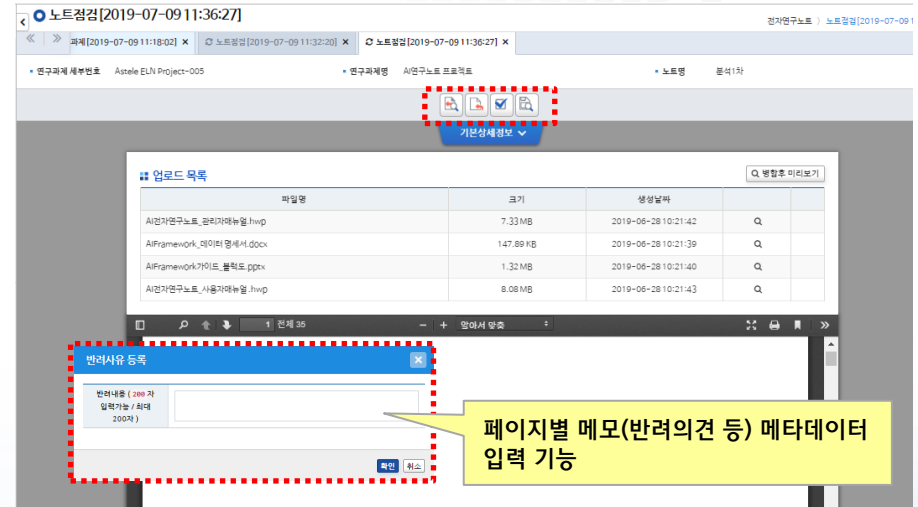 노트점검[2019-07-09 11:36:27]
전자연구노트 〉 노트점검[2019-07-09 1
과제[2019-07-09 11:18:02] × 노트점검[2019-07-09 11:32:20] × 노트점검[2019-07-09 11:36:27] ×
연구과제 세부번호 Astele ELN Project-005 연구과제명 AI연구노트 프로젝트 노트명 분석1차
기본상세정보
업로드 목록 병합후 미리보기
파일명 크기 생성날짜
AI전자연구노트_관리자매뉴얼.hwp 7.33 MB 2019-06-28 10:21:42
AIFramework_데이터 명세서.docx 147.89 KB 2019-06-28 10:21:39
AIFramework가이드_블럭도.pptx 1.32 MB 2019-06-28 10:21:40
AI전자연구노트_사용자매뉴얼.hwp 8.08 MB 2019-06-28 10:21:43
1 전체 35 − + 알아서 맞춤
반려사유 등록
반려내용 ( 200 자
입력가능 / 최대
200자 )
확인 취소
페이지별 메모(반려의견 등) 메타데이터
입력 기능